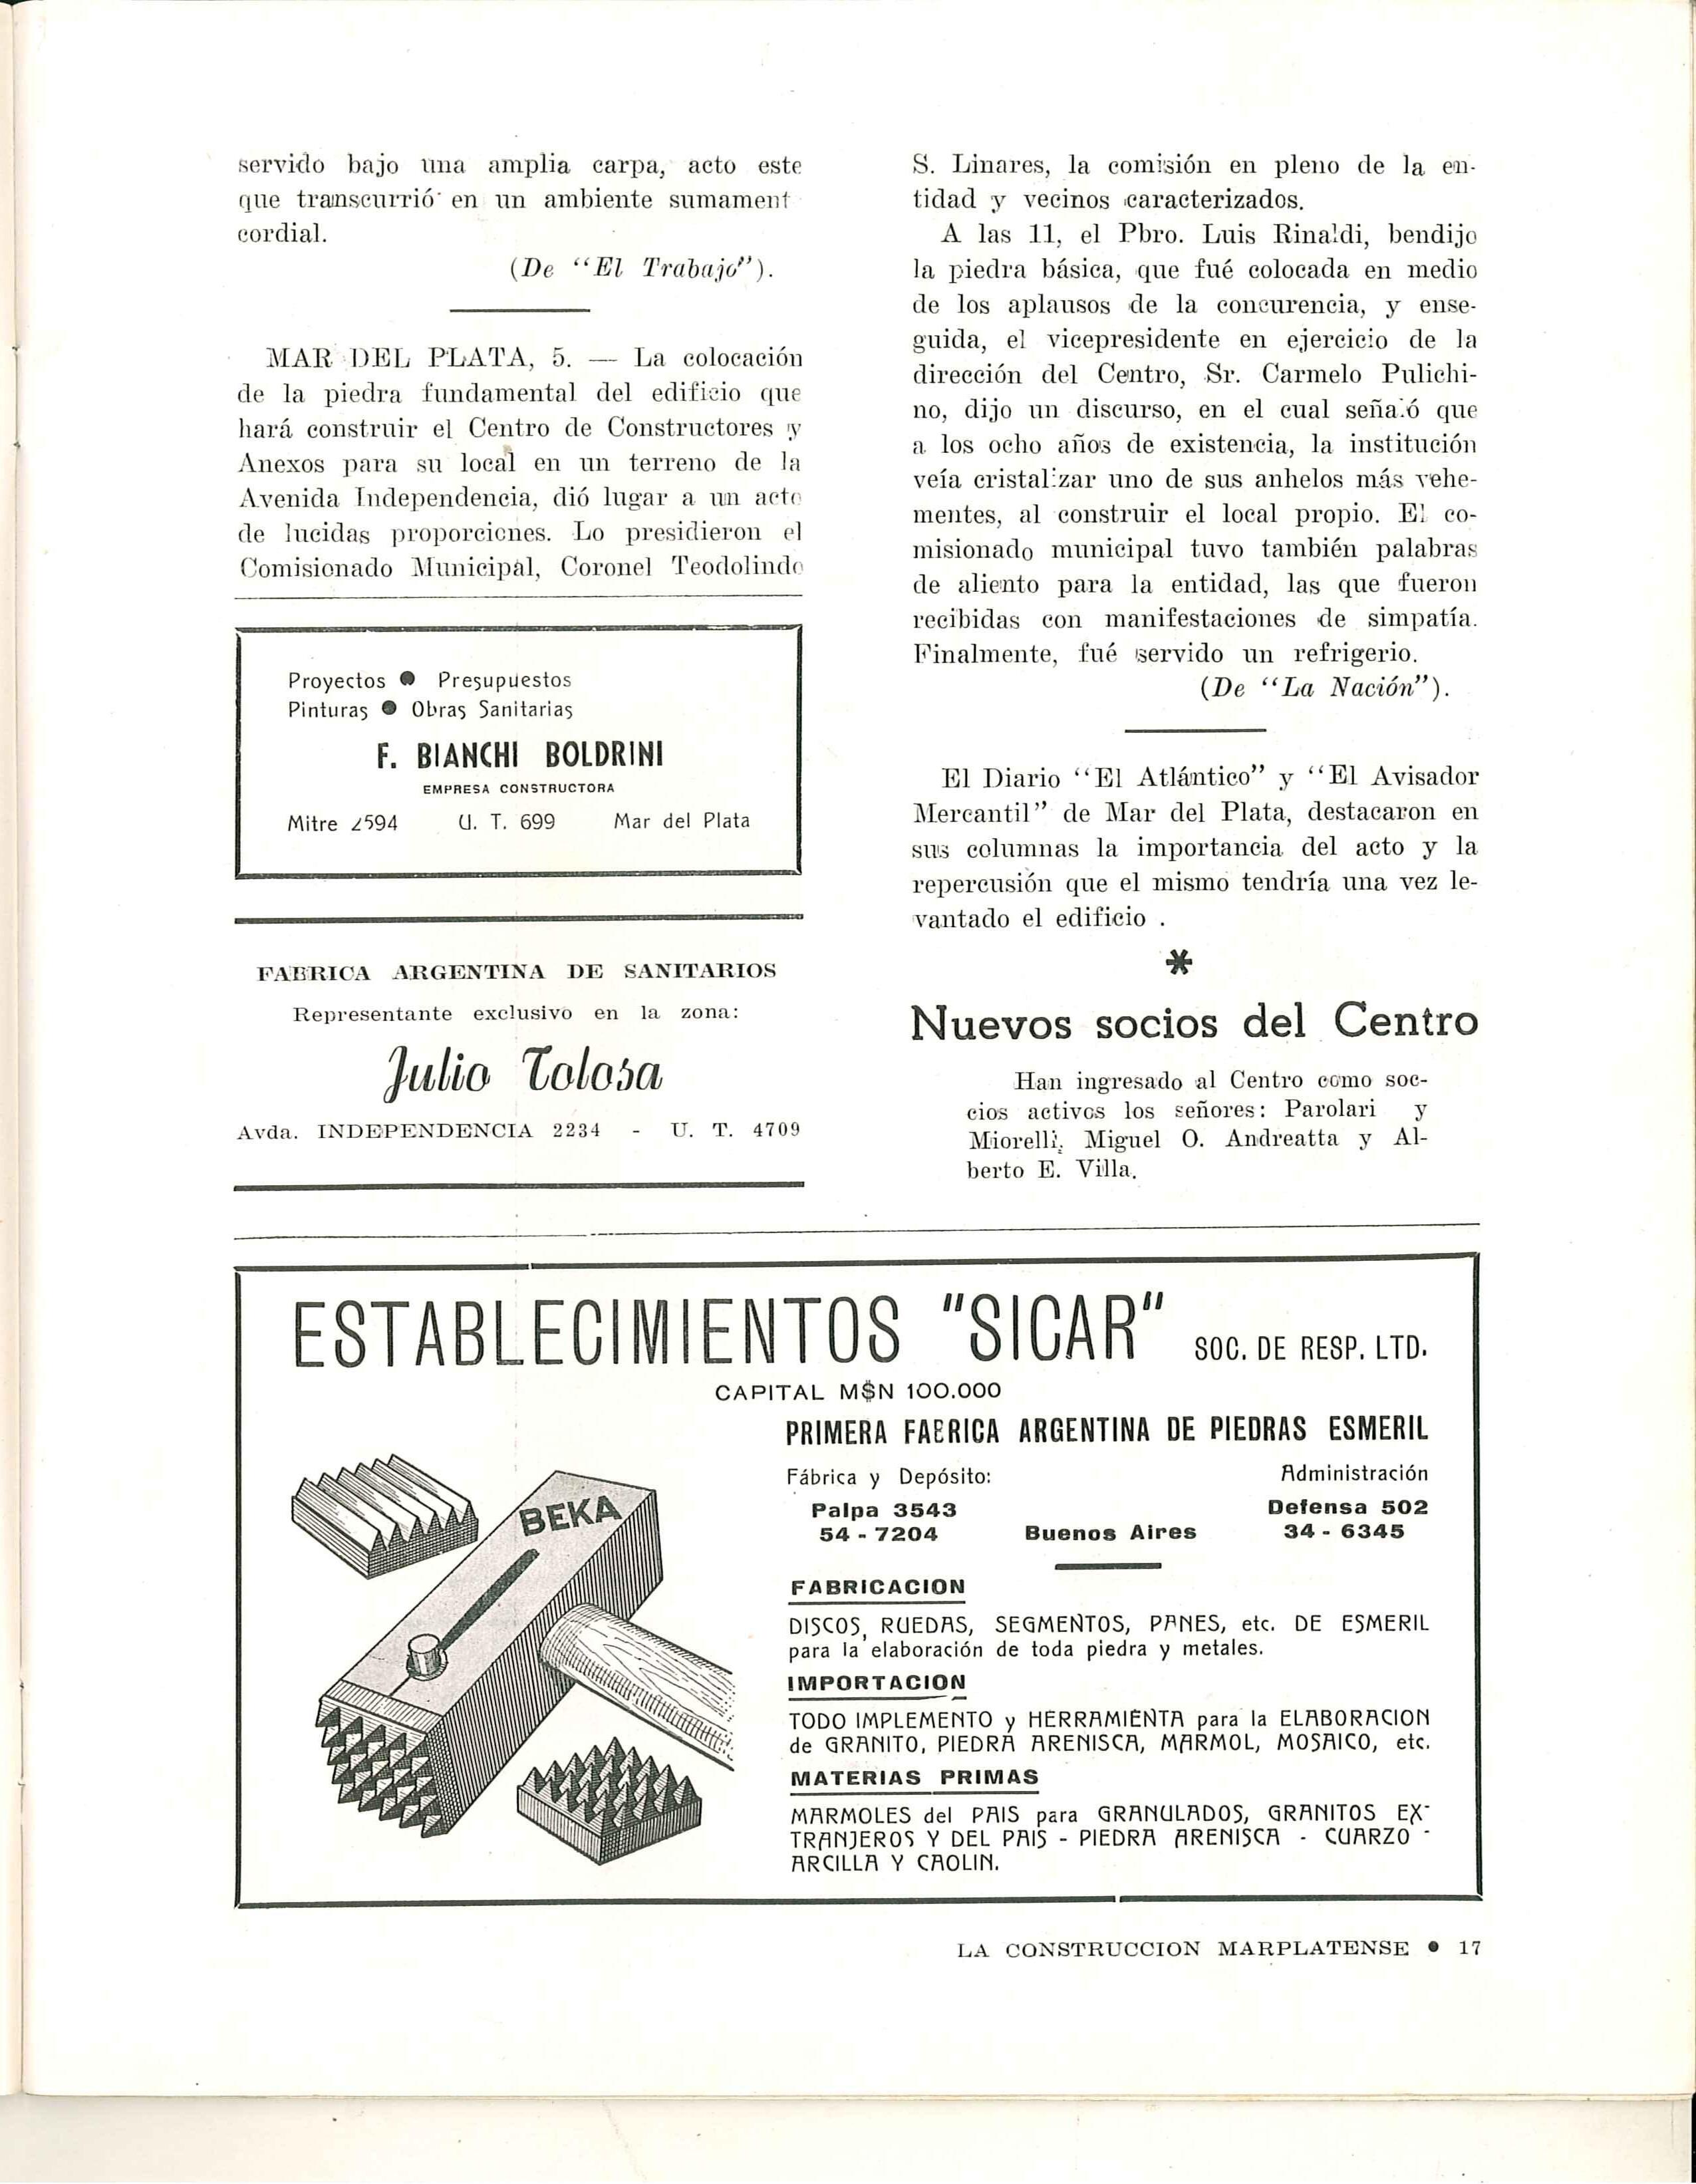 servido bajo una amplia carpa, acto este
que transcurrió en un ambiente sumament
cordial.
(De "El Trabajo").
MAR DEL PLATA, 5. — La colocación
de la piedra fundamental del edificio que
hará construir el Centro de Constructores y
Anexos para su local en un terreno de la
Avenida Independencia, dió lugar a un acto
de lucidas proporciones. Lo presidieron el
Comisionado Municipal, Coronel Teodolindo
S. Linares, la comisión en pleno de la en-
tidad y vecinos caracterizados.
A las 11, el Pbro. Luis Rinaldi, bendijo
la piedra básica, que fué colocada en medio
de los aplausos de la concurencia, y ense-
guida, el vicepresidente en ejercicio de la
dirección del Centro, Sr. Carmelo Pulichi-
no, dijo un discurso, en el cual señaló que
a los ocho años de existencia, la institución
veía cristalizar uno de sus anhelos más vehe-
mentes, al construir el local propio. El co-
misionado municipal tuvo también palabras
de aliento para la entidad, las que fueron
recibidas con manifestaciones de simpatía.
Finalmente, fué servido un refrigerio.
(De "La Nación").
El Diario "El Atlántico" y "El Avisador
Mercantil" de Mar del Plata, destacaron en
sus columnas la importancia del acto y la
repercusión que el mismo tendría una vez le-
vantado el edificio .
*
Nuevos socios del Centro
Han ingresado al Centro como soc-
cios activos los señores: Parolari y
Miorelli, Miguel O. Andreatta y Al-
berto E. Villa.
Proyectos ● Presupuestos
Pinturas ● Obras Sanitarias
F. BIANCHI BOLDRINI
EMPRESA CONSTRUCTORA
Mitre 2594 U. T. 699 Mar del Plata
FABRICA ARGENTINA DE SANITARIOS
Representante exclusivo en la zona:
Julio Tolosa
Avda. INDEPENDENCIA 2234 - U. T. 4709
ESTABLECIMIENTOS "SICAR" SOC. DE RESP. LTD.
CAPITAL M$N 100.000
PRIMERA FABRICA ARGENTINA DE PIEDRAS ESMERIL
Fábrica y Depósito: Administración
Palpa 3543 Defensa 502
54 - 7204 Buenos Aires 34 - 6345
BEKA
FABRICACION
DISCOS, RUEDAS, SEGMENTOS, PANES, etc. DE ESMERIL
para la elaboración de toda piedra y metales.
IMPORTACION
TODO IMPLEMENTO y HERRAMIENTA para la ELABORACION
de GRANITO, PIEDRA ARENISCA, MARMOL, MOSAICO, etc.
MATERIAS PRIMAS
MARMOLES del PAIS para GRANULADOS, GRANITOS EX-
TRANJEROS Y DEL PAIS - PIEDRA ARENISCA - CUARZO -
ARCILLA Y CAOLIN.
LA CONSTRUCCION MARPLATENSE ● 17